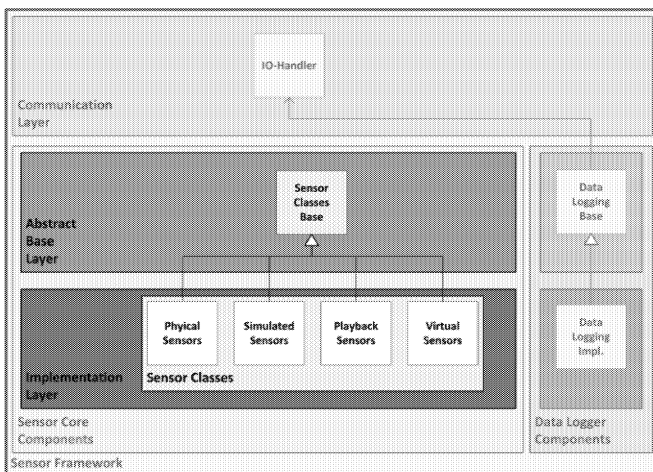 IO-Handler
Communication
Layer
Sensor
Classes
Base
Data
Logging
Base
Abstract
Base
Layer
Phyical
Sensors
Simulated
Sensors
Playback
Sensors
Virtual
Sensors
Data
Logging
Impl.
Implementation
Layer
Sensor Classes
Sensor Core
Components
Data Logger
Components
Sensor Framework